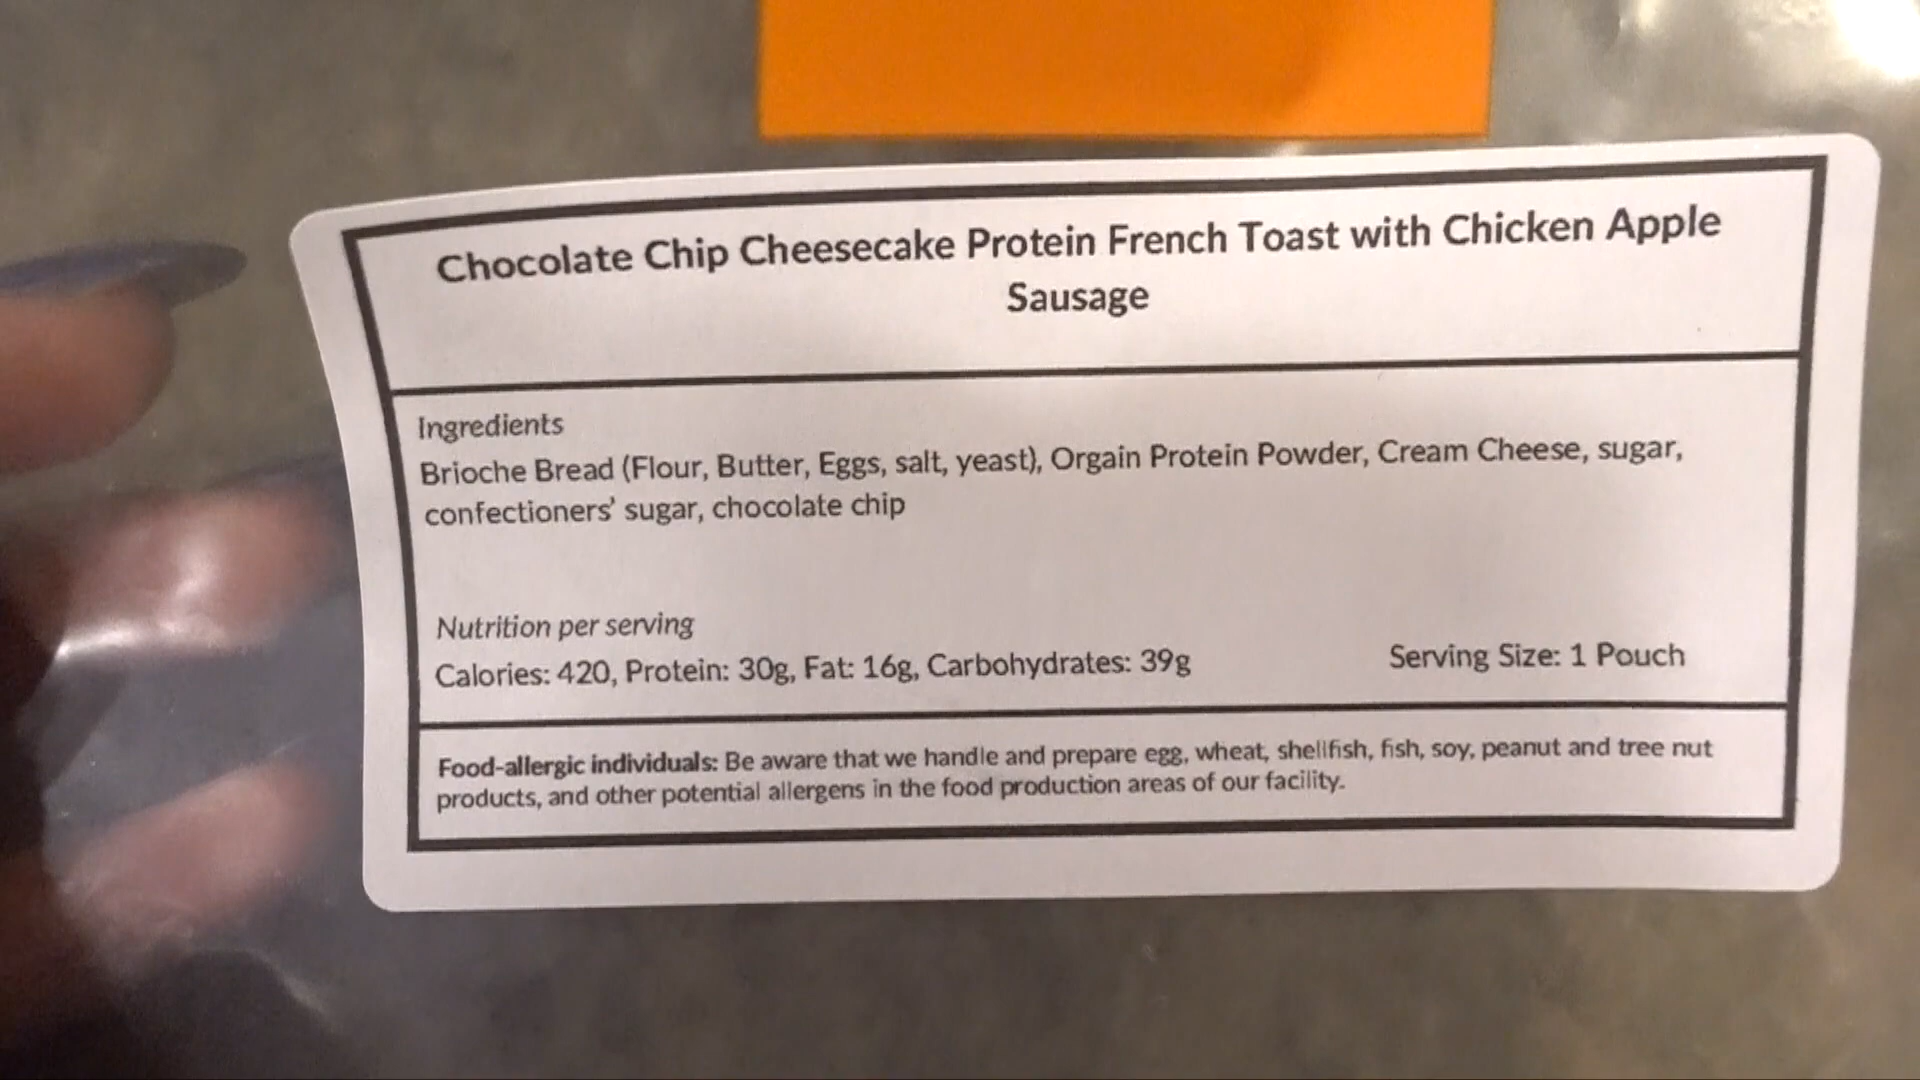 Chocolate Chip Cheesecake Protein French Toast with Chicken Apple
Sausage
Ingredients
Brioche Bread (Flour, Butter, Eggs, salt, yeast), Orgain Protein Powder, Cream Cheese, sugar,
confectioners' sugar, chocolate chip
Nutrition per serving
Calories: 420, Protein: 30g, Fat: 16g, Carbohydrates: 39g
Serving Size: 1 Pouch
Food-allergic individuals: Be aware that we handle and prepare egg, wheat, shellfish, fish, soy, peanut and tree nut
products, and other potential allergens in the food production areas of our facility.